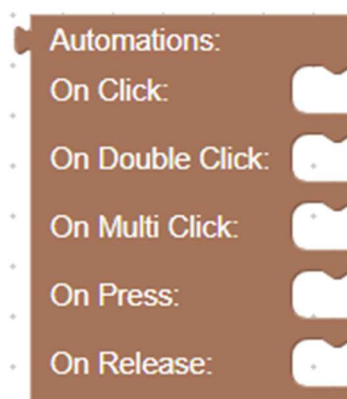 Automations:
On Click:
On Double Click:
On Multi Click:
On Press:
On Release: